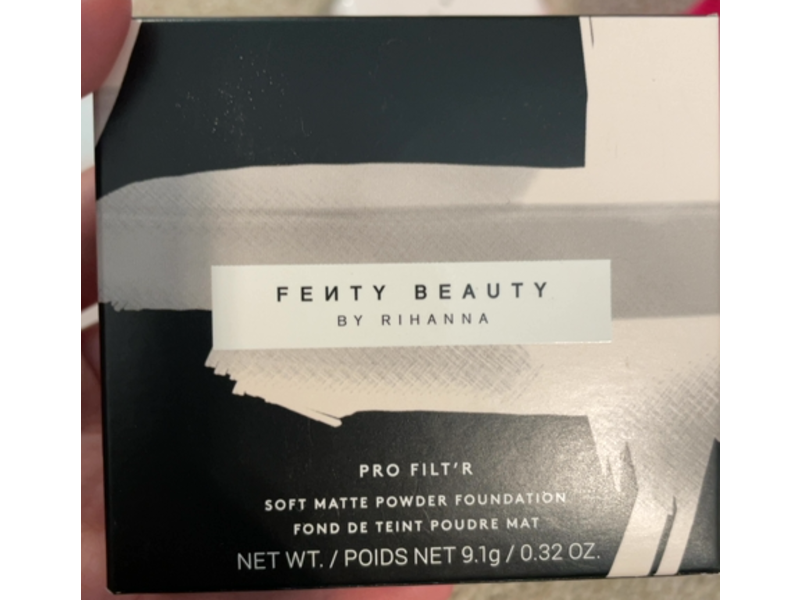 FEИTY BEAUTY
BY RIHANNA
PRO FILT'R
SOFT MATTE POWDER FOUNDATION
FOND DE TEINT POUDRE MAT
NET WT. / POIDS NET 9.1g / 0.32 OZ.